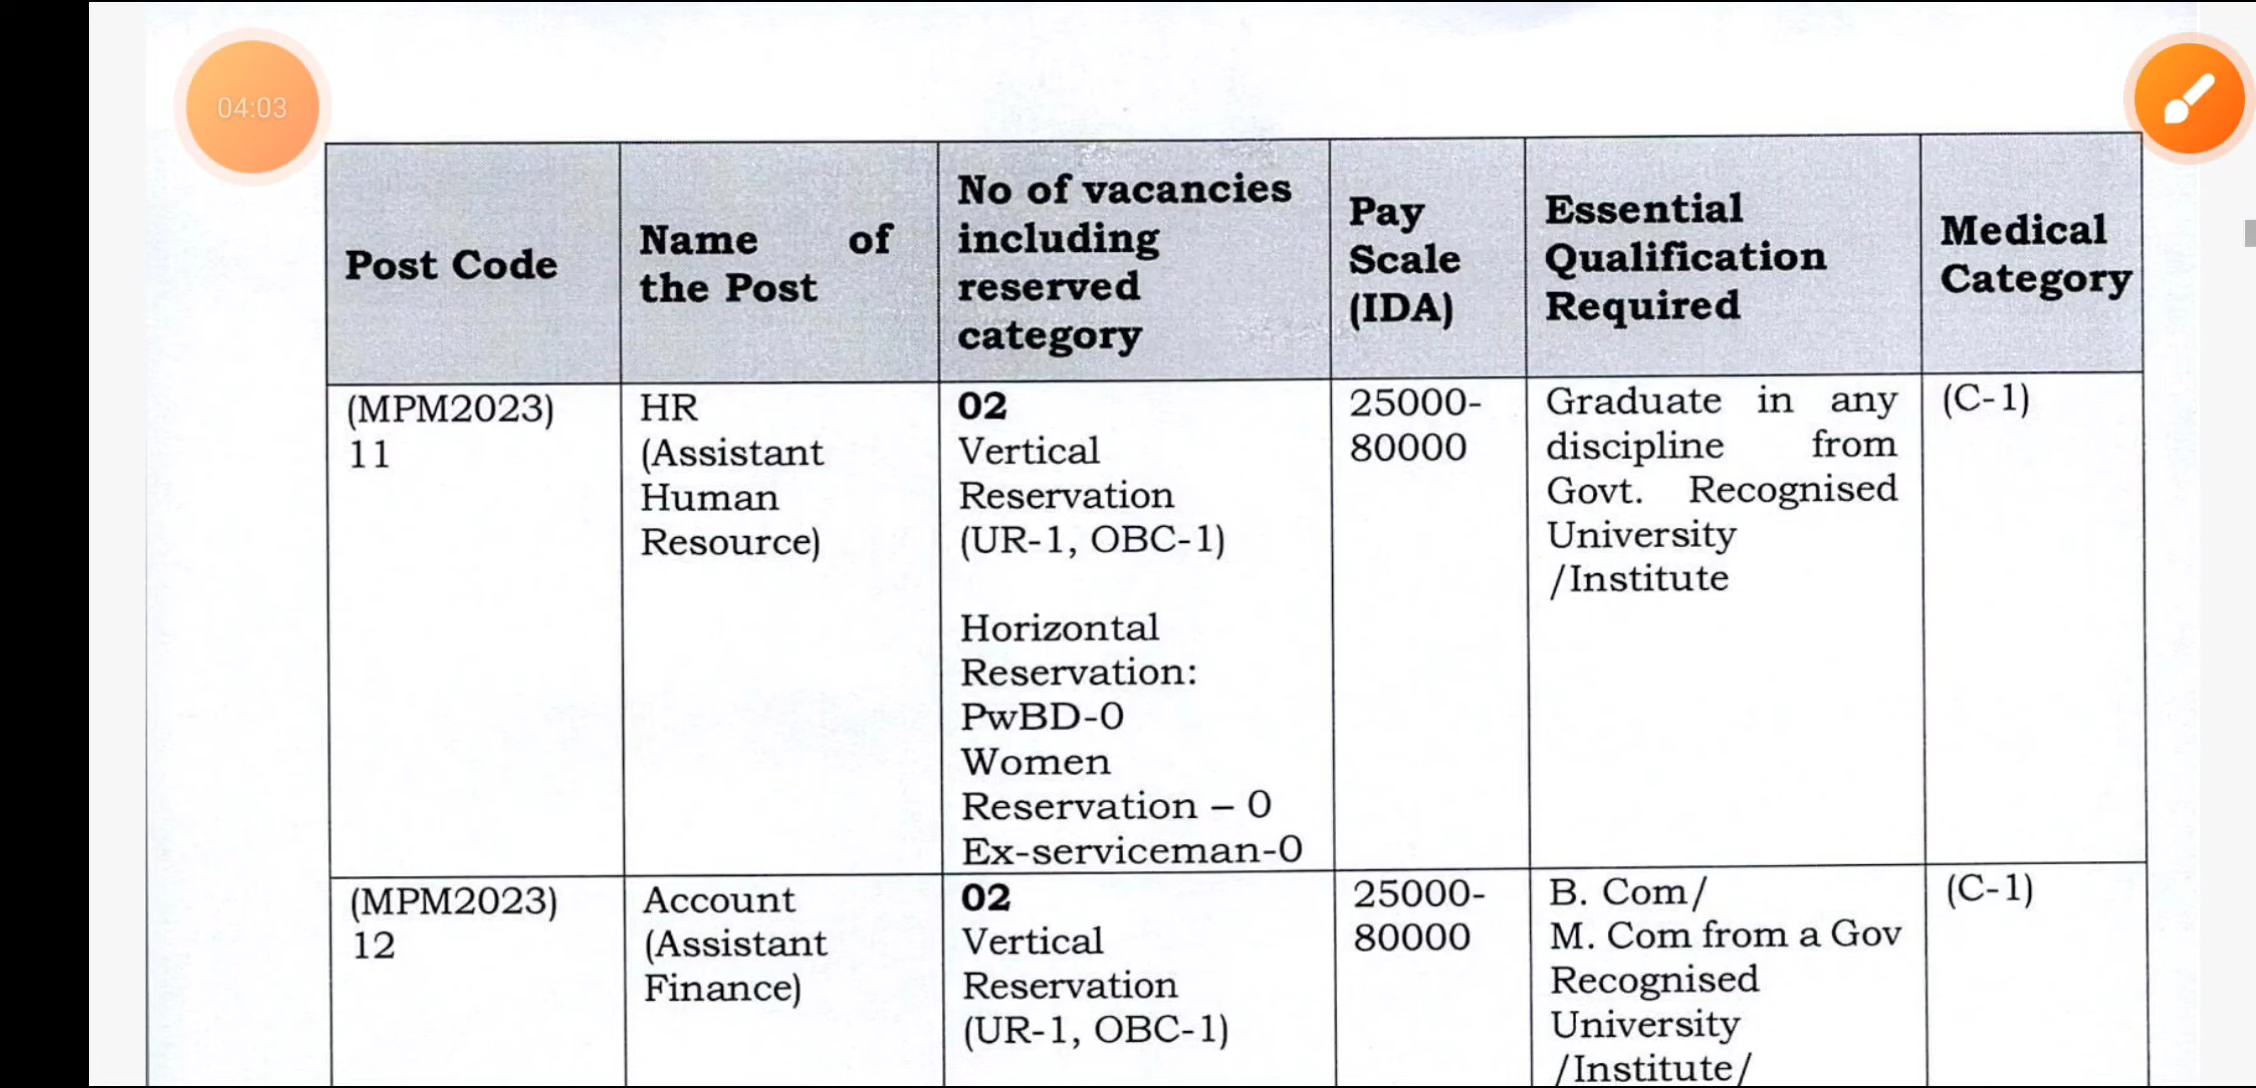 04:03
Post Code
Name of
the Post
No of vacancies
including
reserved
category
Pay
Scale
(IDA)
Essential
Qualification
Required
Medical
Category
(MPM2023)
11
HR
(Assistant
Human
Resource)
02
Vertical
Reservation
(UR-1, OBC-1)
Horizontal
Reservation:
PwBD-0
Women
Reservation – 0
Ex-serviceman-0
25000-
80000
Graduate in any
discipline from
Govt. Recognised
University
/Institute
(C-1)
(MPM2023)
12
Account
(Assistant
Finance)
02
Vertical
Reservation
(UR-1, OBC-1)
25000-
80000
B. Com/
M. Com from a Gov
Recognised
University
/Institute/
(C-1)